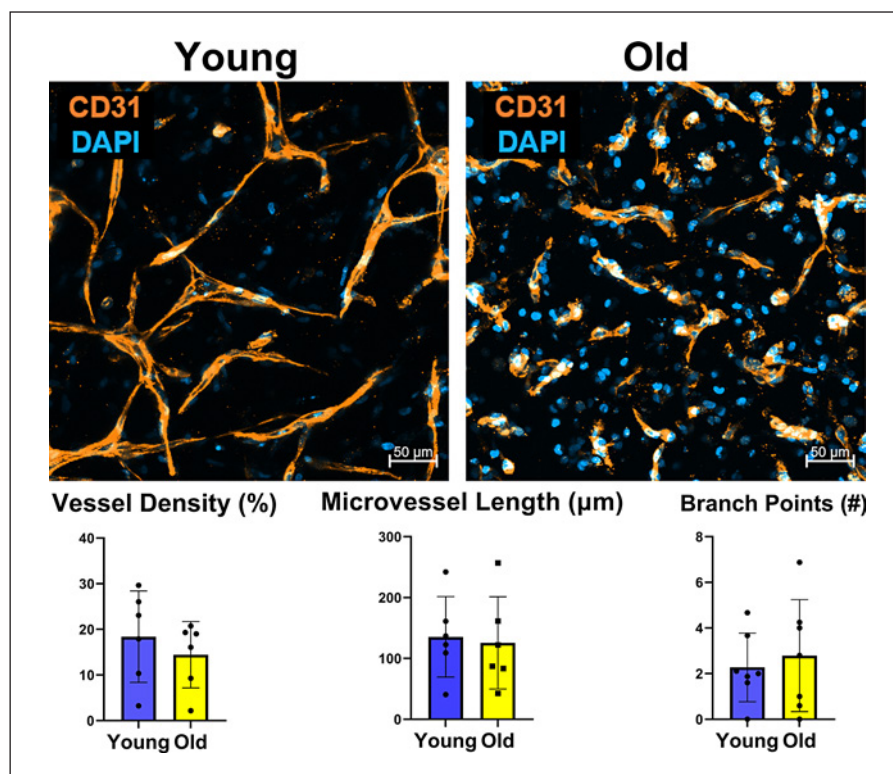 Young Old
CD31 CD31
DAPI DAPI
50 µm 50 µm
Vessel Density (%) Microvessel Length (µm) Branch Points (#)
40 300 8
30 200 6
20 100 4
10 0 2
0 0
Young Old Young Old Young Old